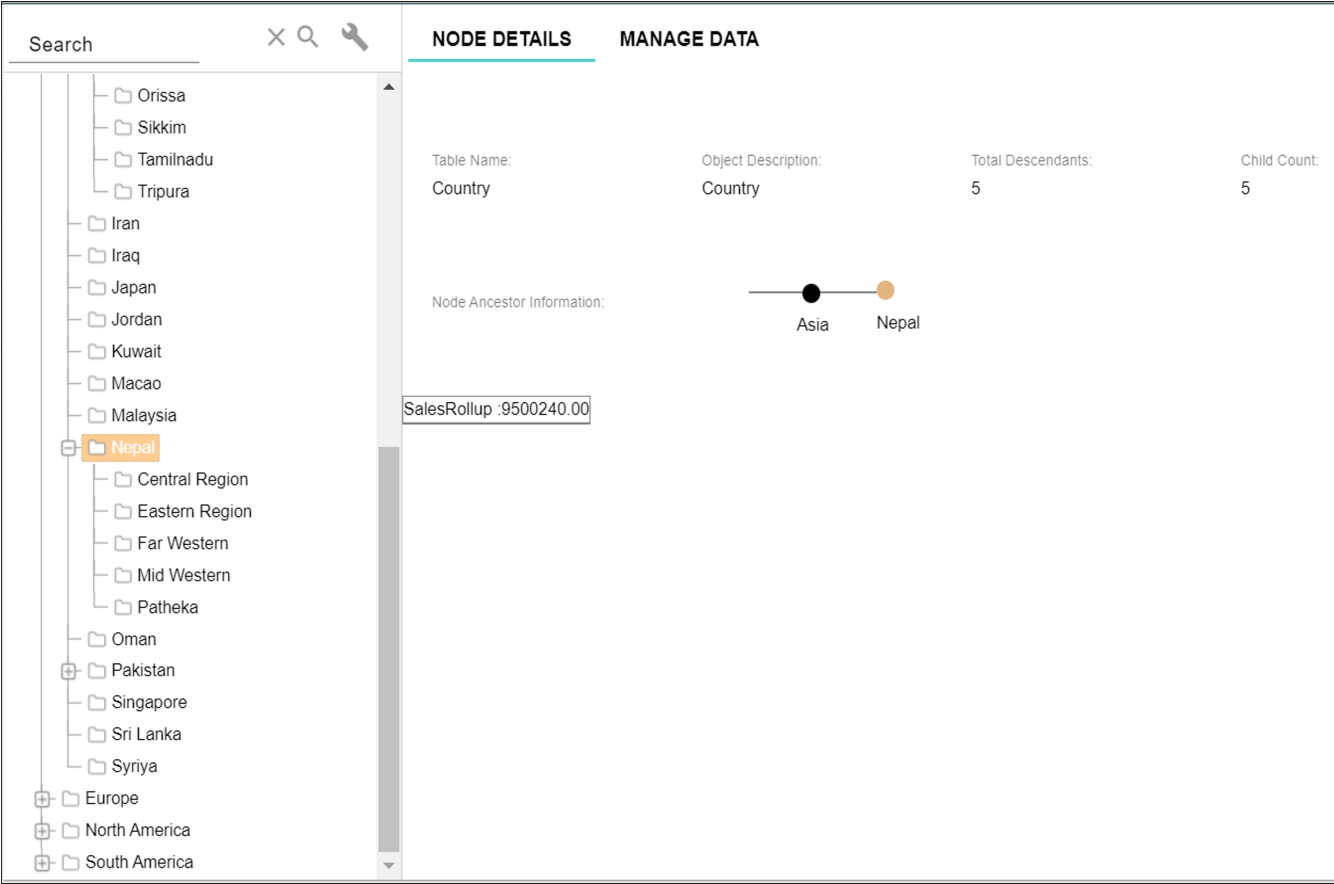 Search
Orissa
Sikkim
Tamilnadu
Tripura
Iran
Iraq
Japan
Jordan
Kuwait
Macao
Malaysia
Nepal
Central Region
Eastern Region
Far Western
Mid Western
Patheka
Oman
Pakistan
Singapore
Sri Lanka
Syriya
Europe
North America
South America
NODE DETAILS MANAGE DATA
Table Name: Object Description: Total Descendants: Child Count:
Country Country 5 5
Node Ancestor Information:
Asia Nepal
SalesRollup :9500240.00